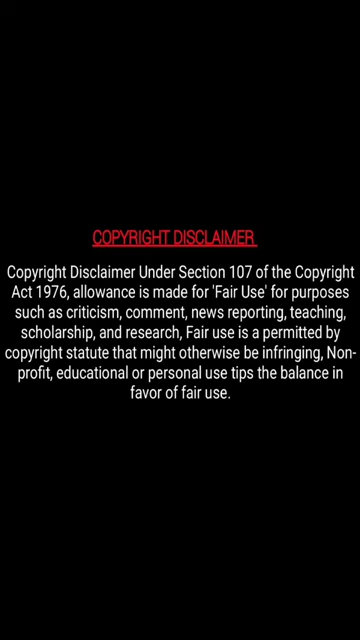 COPYRIGHT DISCLAIMER
Copyright Disclaimer Under Section 107 of the Copyright
Act 1976, allowance is made for 'Fair Use' for purposes
such as criticism, comment, news reporting, teaching,
scholarship, and research, Fair use is a permitted by
copyright statute that might otherwise be infringing, Non-
profit, educational or personal use tips the balance in
favor of fair use.